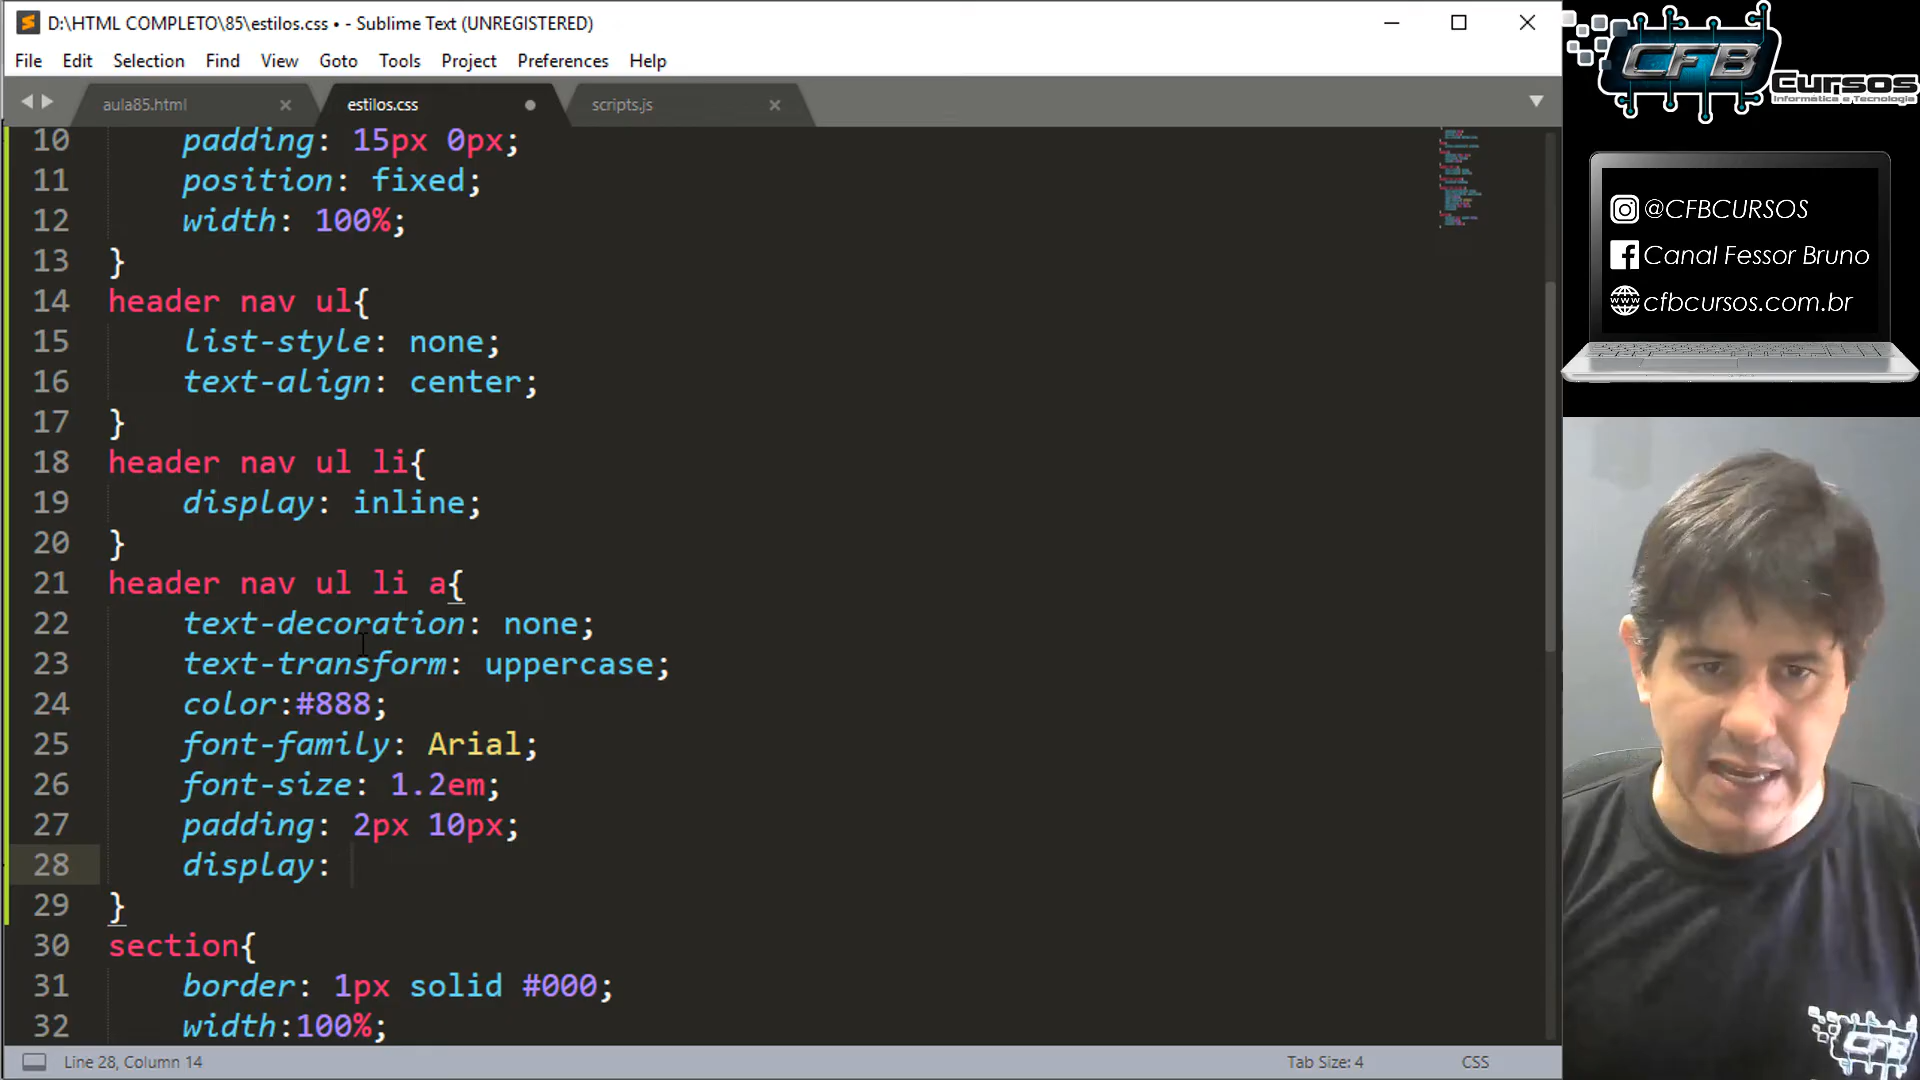 D:\HTML COMPLETO\85\estilos.css • - Sublime Text (UNREGISTERED)
File Edit Selection Find View Goto Tools Project Preferences Help
aula85.html estilos.css scripts.js
10 padding: 15px 0px;
11 position: fixed;
12 width: 100%;
13 }
14 header nav ul{
15 list-style: none;
16 text-align: center;
17 }
18 header nav ul li{
19 display: inline;
20 }
21 header nav ul li a{
22 text-decoration: none;
23 text-transform: uppercase;
24 color:#888;
25 font-family: Arial;
26 font-size: 1.2em;
27 padding: 2px 10px;
28 display:
29 }
30 section{
31 border: 1px solid #000;
32 width:100%;
Line 28, Column 14
Tab Size: 4
CSS
CFB
Cursos
Informática e Tecnologia
@CFBCURSOS
Canal Fessor Bruno
www cfbcursos.com.br
CFB